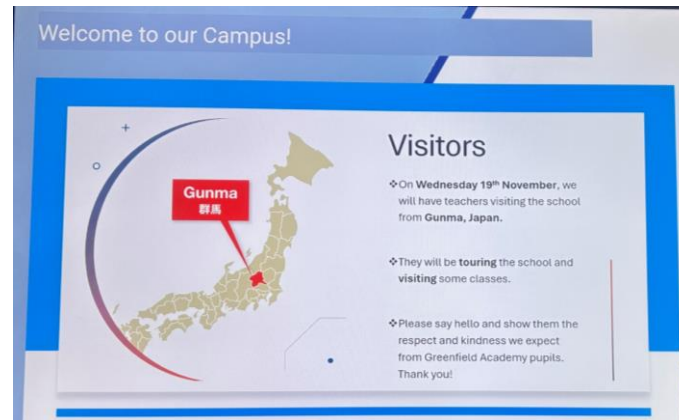 Welcome to our Campus!
Gunma
群馬
Visitors
❖On Wednesday 19th November, we
will have teachers visiting the school
from Gunma, Japan.
❖They will be touring the school and
visiting some classes.
❖Please say hello and show them the
respect and kindness we expect
from Greenfield Academy pupils.
Thank you!